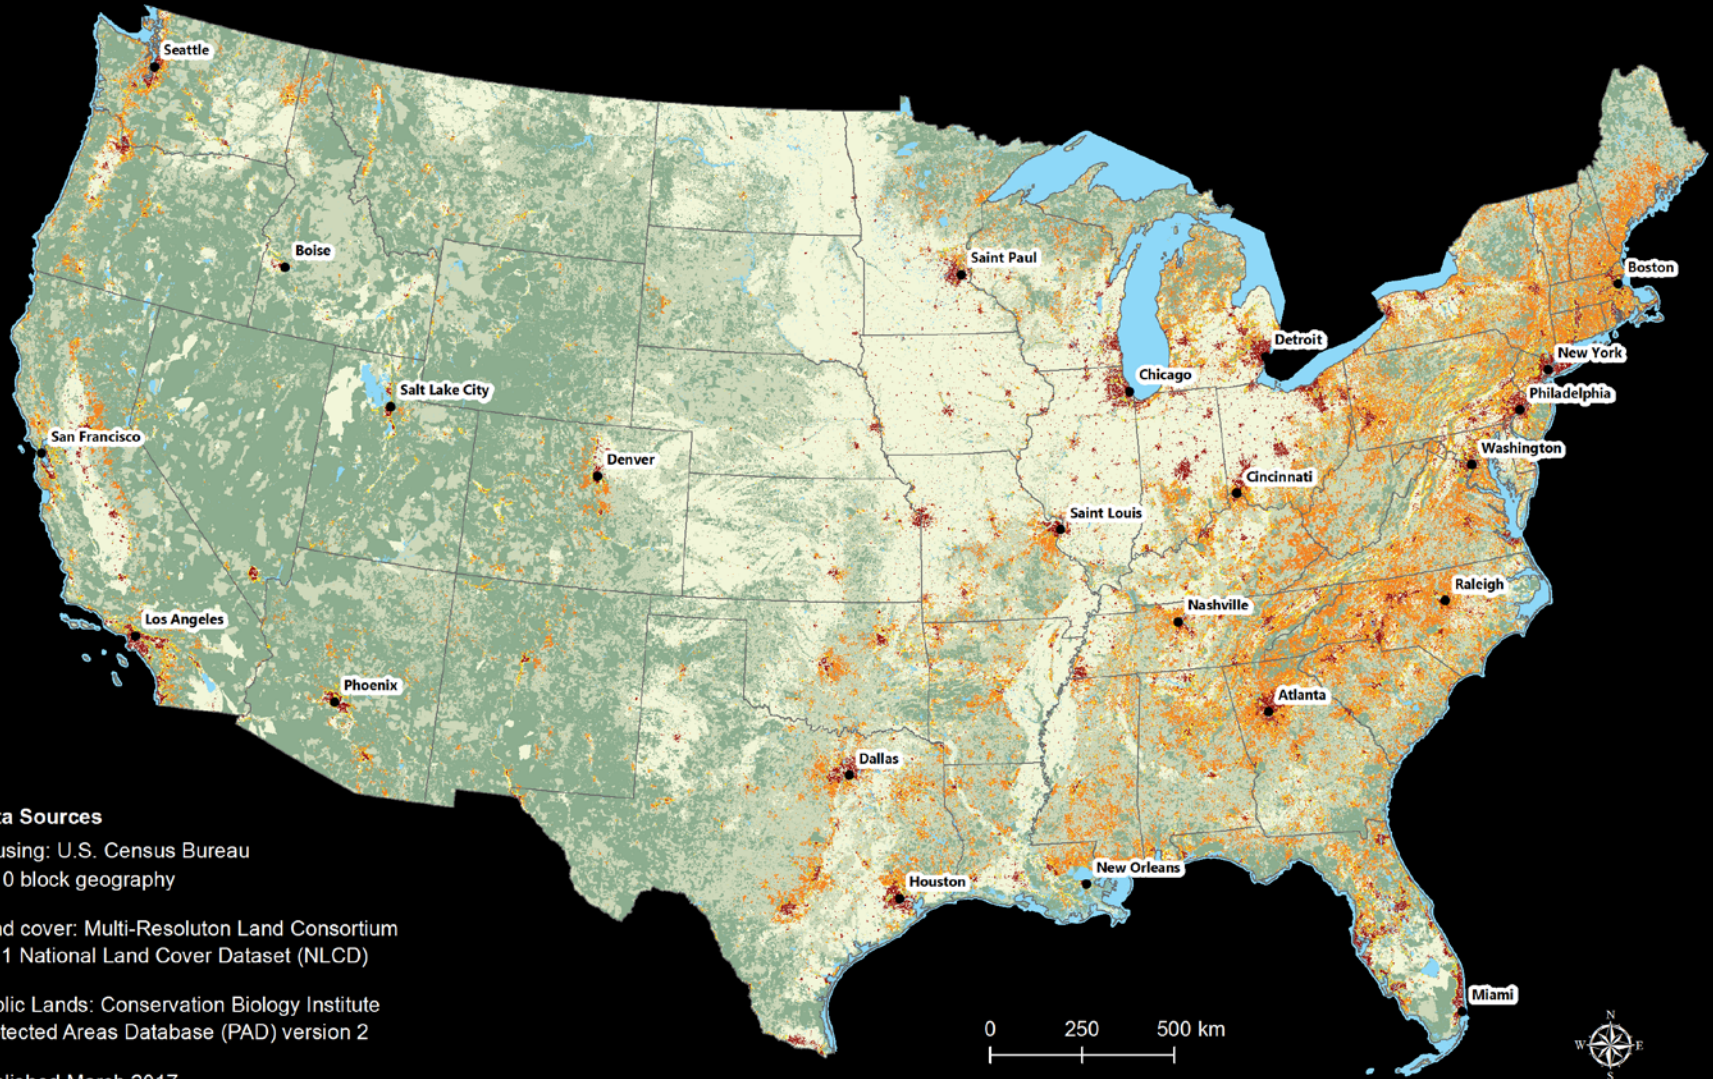 Seattle
Boise
Saint Paul
Boston
Detroit
New York
Chicago
Salt Lake City
Philadelphia
San Francisco
Washington
Denver
Cincinnati
Saint Louis
Raleigh
Nashville
Los Angeles
Phoenix
Atlanta
Dallas
ta Sources
using: U.S. Census Bureau
0 block geography
New Orleans
Houston
nd cover: Multi-Resoluton Land Consortium
1 National Land Cover Dataset (NLCD)
blic Lands: Conservation Biology Institute
tected Areas Database (PAD) version 2
Miami
0 250 500 km
N
W E
S
blished March 2017